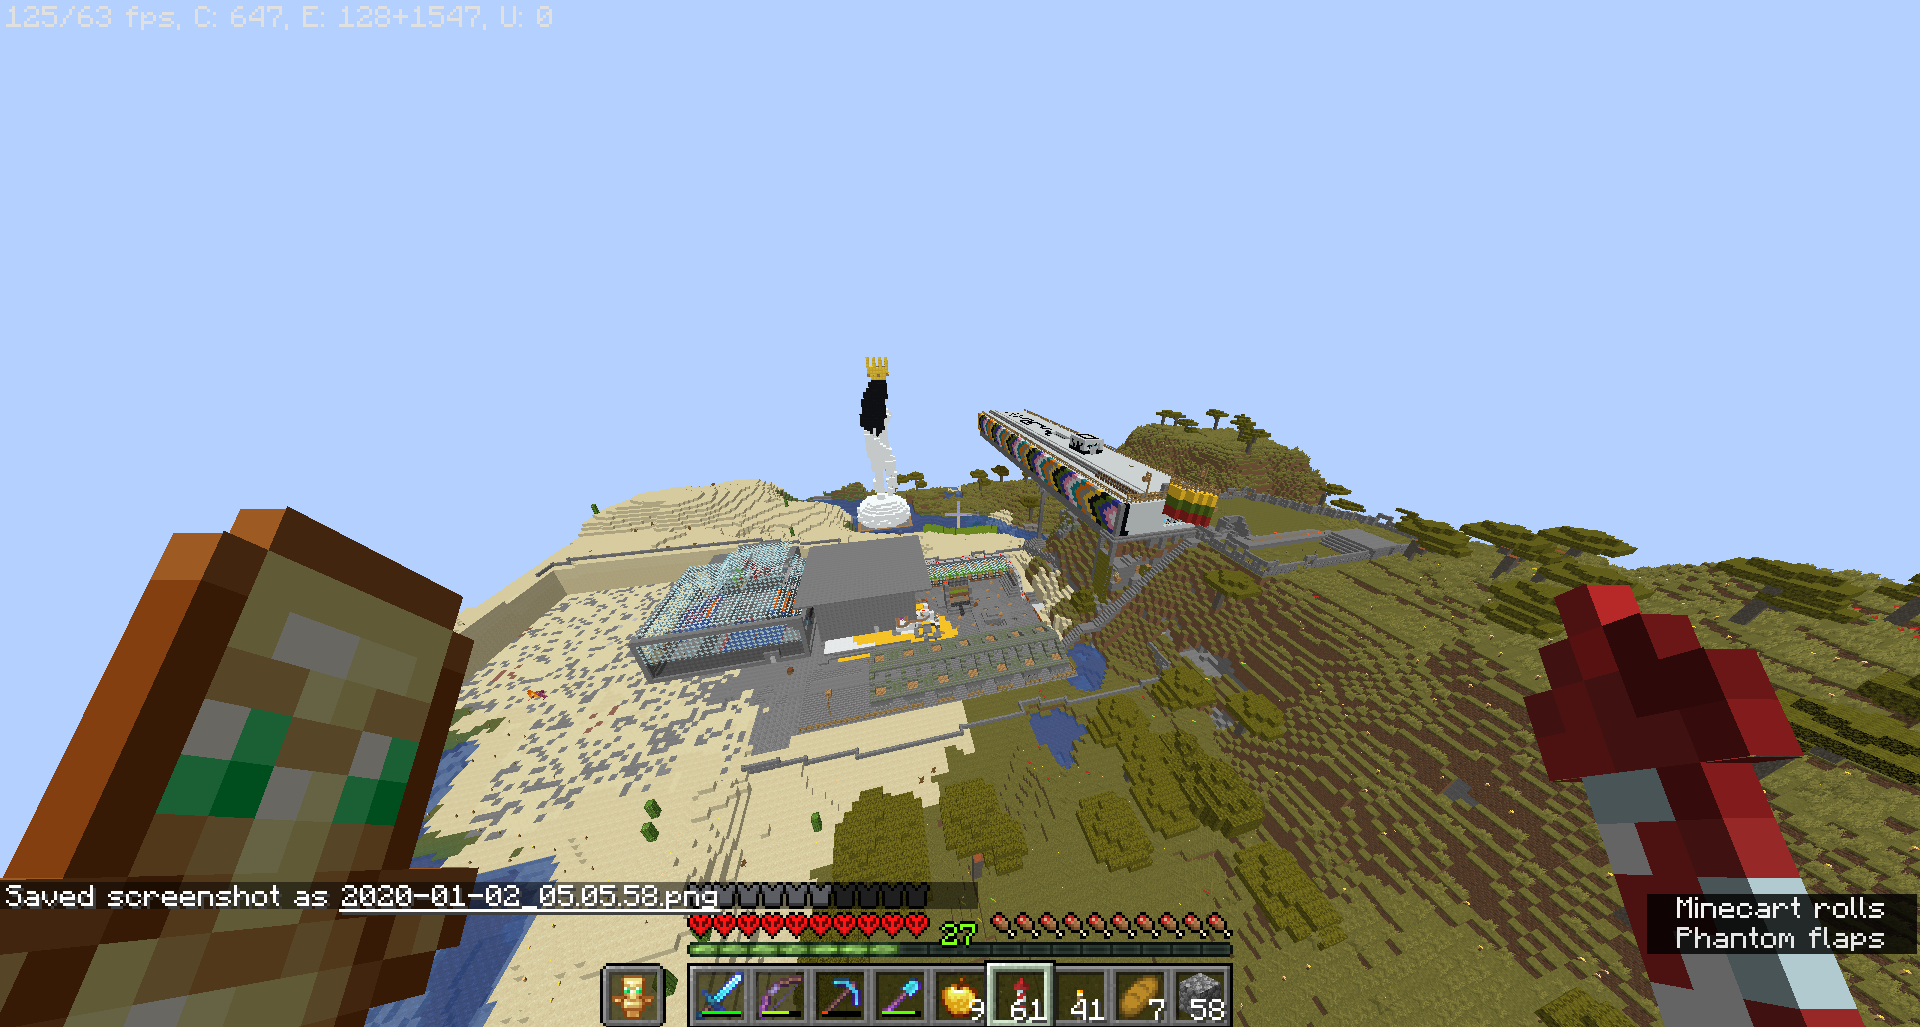 125/63 fps, C: 647, E: 128+1547, U: 0
Saved screenshot as 2020-01-02_05.05.58.png
Minecart rolls
Phantom flaps
27
9 61 41 7 58